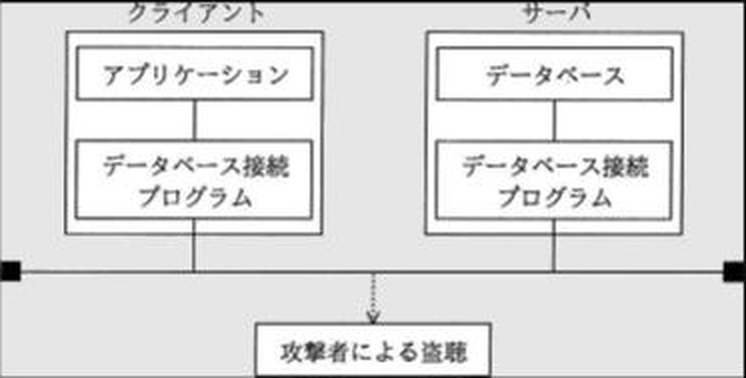 クライアント
サーバ
アプリケーション
データベース
データベース接続
プログラム
データベース接続
プログラム
攻撃者による盗聴